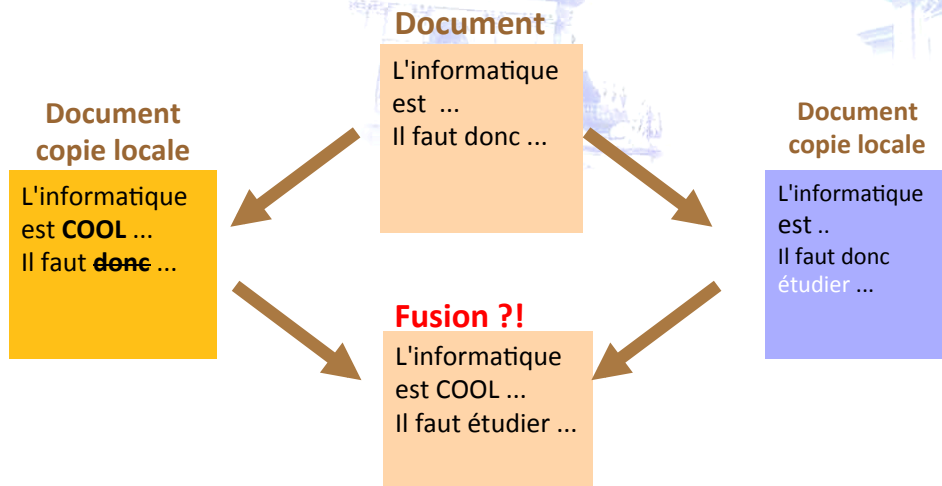 Document
L'informatique
est ...
Il faut donc ...
Document
copie locale
L'informatique
est COOL ...
Il faut donc ...
Document
copie locale
L'informatique
est ..
Il faut donc
étudier ...
Fusion ?!
L'informatique
est COOL ...
Il faut étudier ...